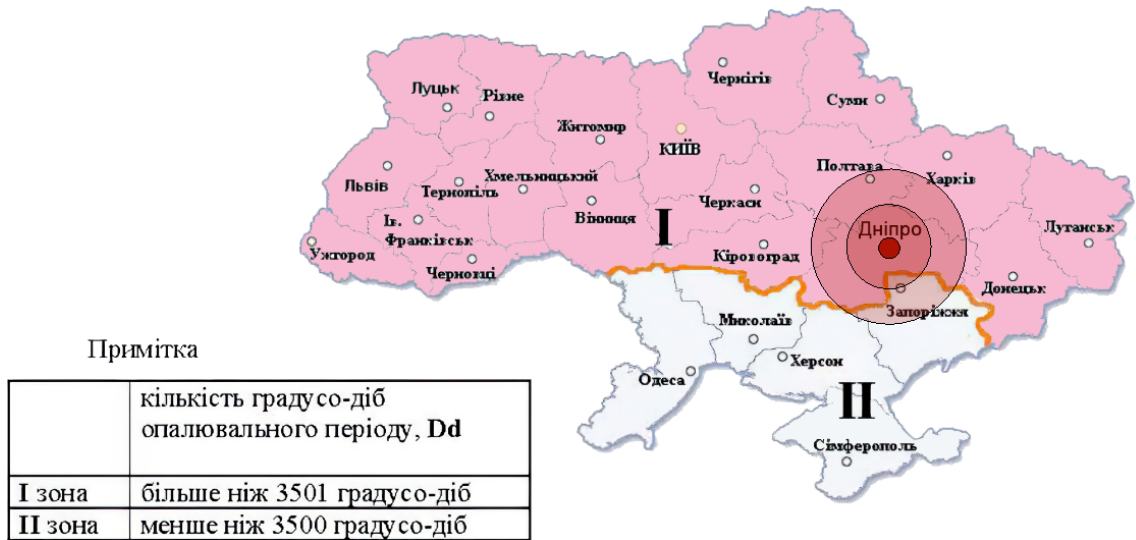 Чернігів
Луцьк
Рівне
Суми
Житомир
КИЇВ
Полтава
Харків
Львів
Тернопіль
Хмельницький
Вінниця
Черкаси
Ів.
Франківськ
I
Дніпро
Луганськ
Ужгород
Черновці
Кіровоград
Донецьк
Запоріжжя
Миколаїв
Херсон
Одеса
II
Сімферополь
Примітка
кількість градусо-діб
опалювального періоду, Dd
I зона більше ніж 3501 градусо-діб
II зона менше ніж 3500 градусо-діб